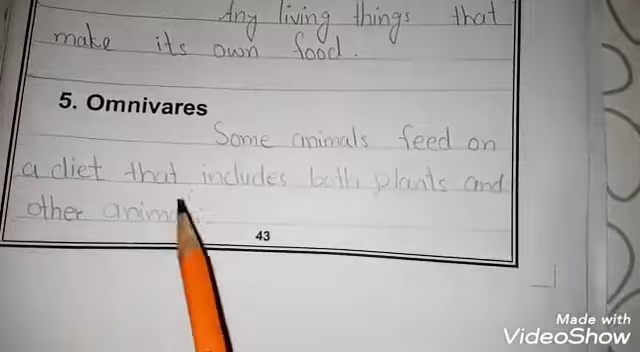 Any living things that
make its own food.
5. Omnivares
Some animals feed on
a diet that includes both plants and
other
43
Made with
VideoShow